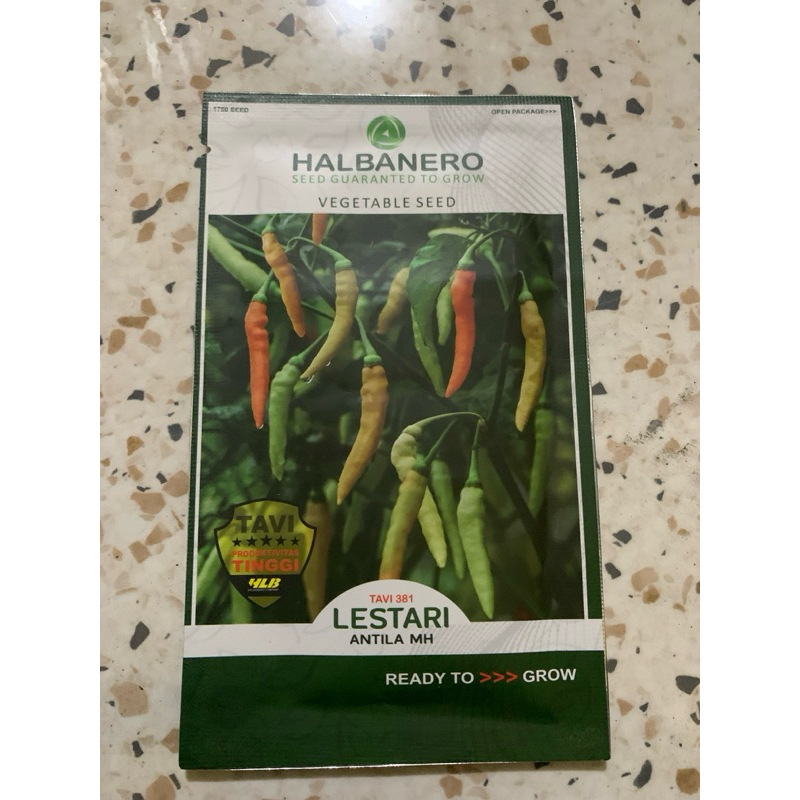 1750 SEED
OPEN PACKAGE>>>
HALBANERO
SEED GUARANTED TO GROW
VEGETABLE SEED
TAVI
PRODUKTIVITAS
TINGGI
HLB
TAVI 381
LESTARI
ANTILA MH
READY TO >>> GROW